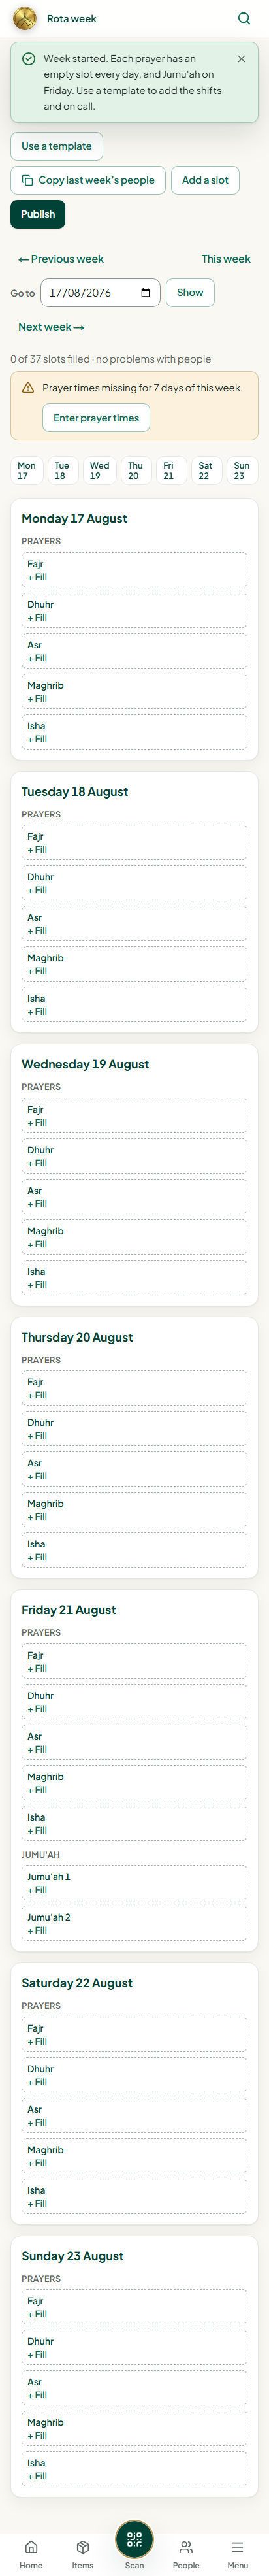 Rota week
Week started. Each prayer has an
empty slot every day, and Jumu'ah on
Friday. Use a template to add the shifts
and on call.
Use a template
Copy last week's people
Add a slot
Publish
← Previous week
This week
Go to
17/08/2076
Show
Next week →
0 of 37 slots filled · no problems with people
Prayer times missing for 7 days of this week.
Enter prayer times
Mon
17
Tue
18
Wed
19
Thu
20
Fri
21
Sat
22
Sun
23
Monday 17 August
PRAYERS
Fajr
+ Fill
Dhuhr
+ Fill
Asr
+ Fill
Maghrib
+ Fill
Isha
+ Fill
Tuesday 18 August
PRAYERS
Fajr
+ Fill
Dhuhr
+ Fill
Asr
+ Fill
Maghrib
+ Fill
Isha
+ Fill
Wednesday 19 August
PRAYERS
Fajr
+ Fill
Dhuhr
+ Fill
Asr
+ Fill
Maghrib
+ Fill
Isha
+ Fill
Thursday 20 August
PRAYERS
Fajr
+ Fill
Dhuhr
+ Fill
Asr
+ Fill
Maghrib
+ Fill
Isha
+ Fill
Friday 21 August
PRAYERS
Fajr
+ Fill
Dhuhr
+ Fill
Asr
+ Fill
Maghrib
+ Fill
Isha
+ Fill
JUMU'AH
Jumu'ah 1
+ Fill
Jumu'ah 2
+ Fill
Saturday 22 August
PRAYERS
Fajr
+ Fill
Dhuhr
+ Fill
Asr
+ Fill
Maghrib
+ Fill
Isha
+ Fill
Sunday 23 August
PRAYERS
Fajr
+ Fill
Dhuhr
+ Fill
Asr
+ Fill
Maghrib
+ Fill
Isha
+ Fill
Home
Items
Scan
People
Menu